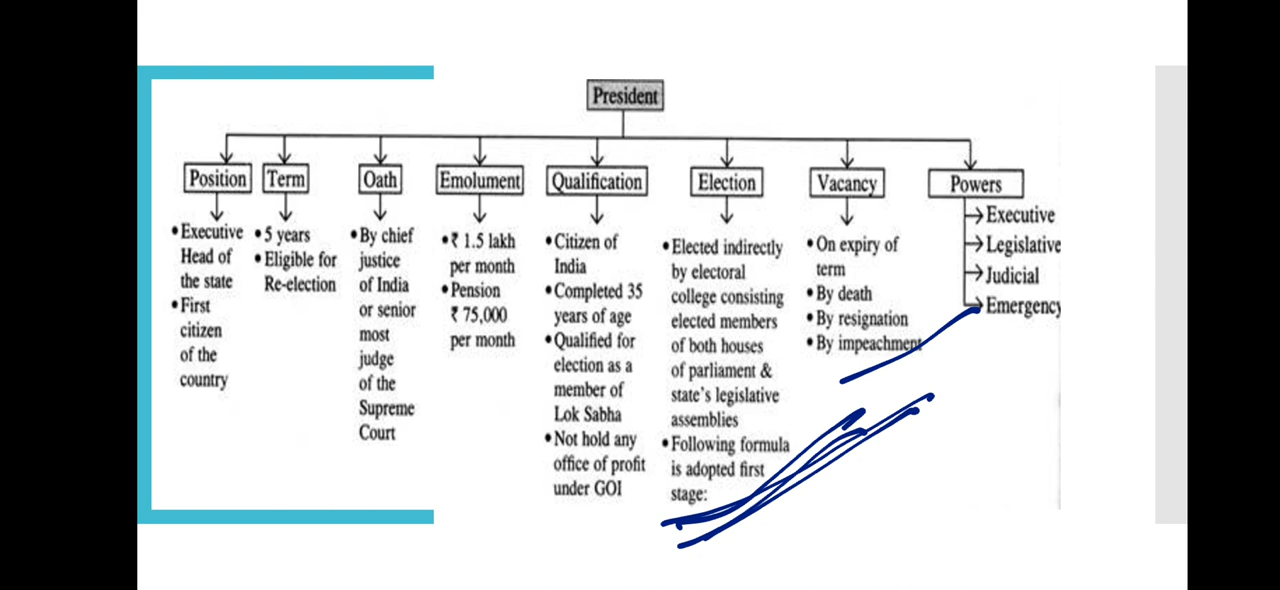 President
Position
Term
Oath
Emolument
Qualification
Election
Vacancy
Powers
• Executive
Head of
the state
• First
citizen
of the
country
• 5 years
• Eligible for
Re-election
• By chief
justice
of India
or senior
most
judge
of the
Supreme
Court
• ₹ 1.5 lakh
per month
• Pension
₹ 75,000
per month
• Citizen of
India
• Completed 35
years of age
• Qualified for
election as a
member of
Lok Sabha
• Not hold any
office of profit
under GOI
• Elected indirectly
by electoral
college consisting
elected members
of both houses
of parliament &
state's legislative
assemblies
• Following formula
is adopted first
stage:
• On expiry of
term
• By death
• By resignation
• By impeachment
Executive
Legislative
Judicial
Emergency